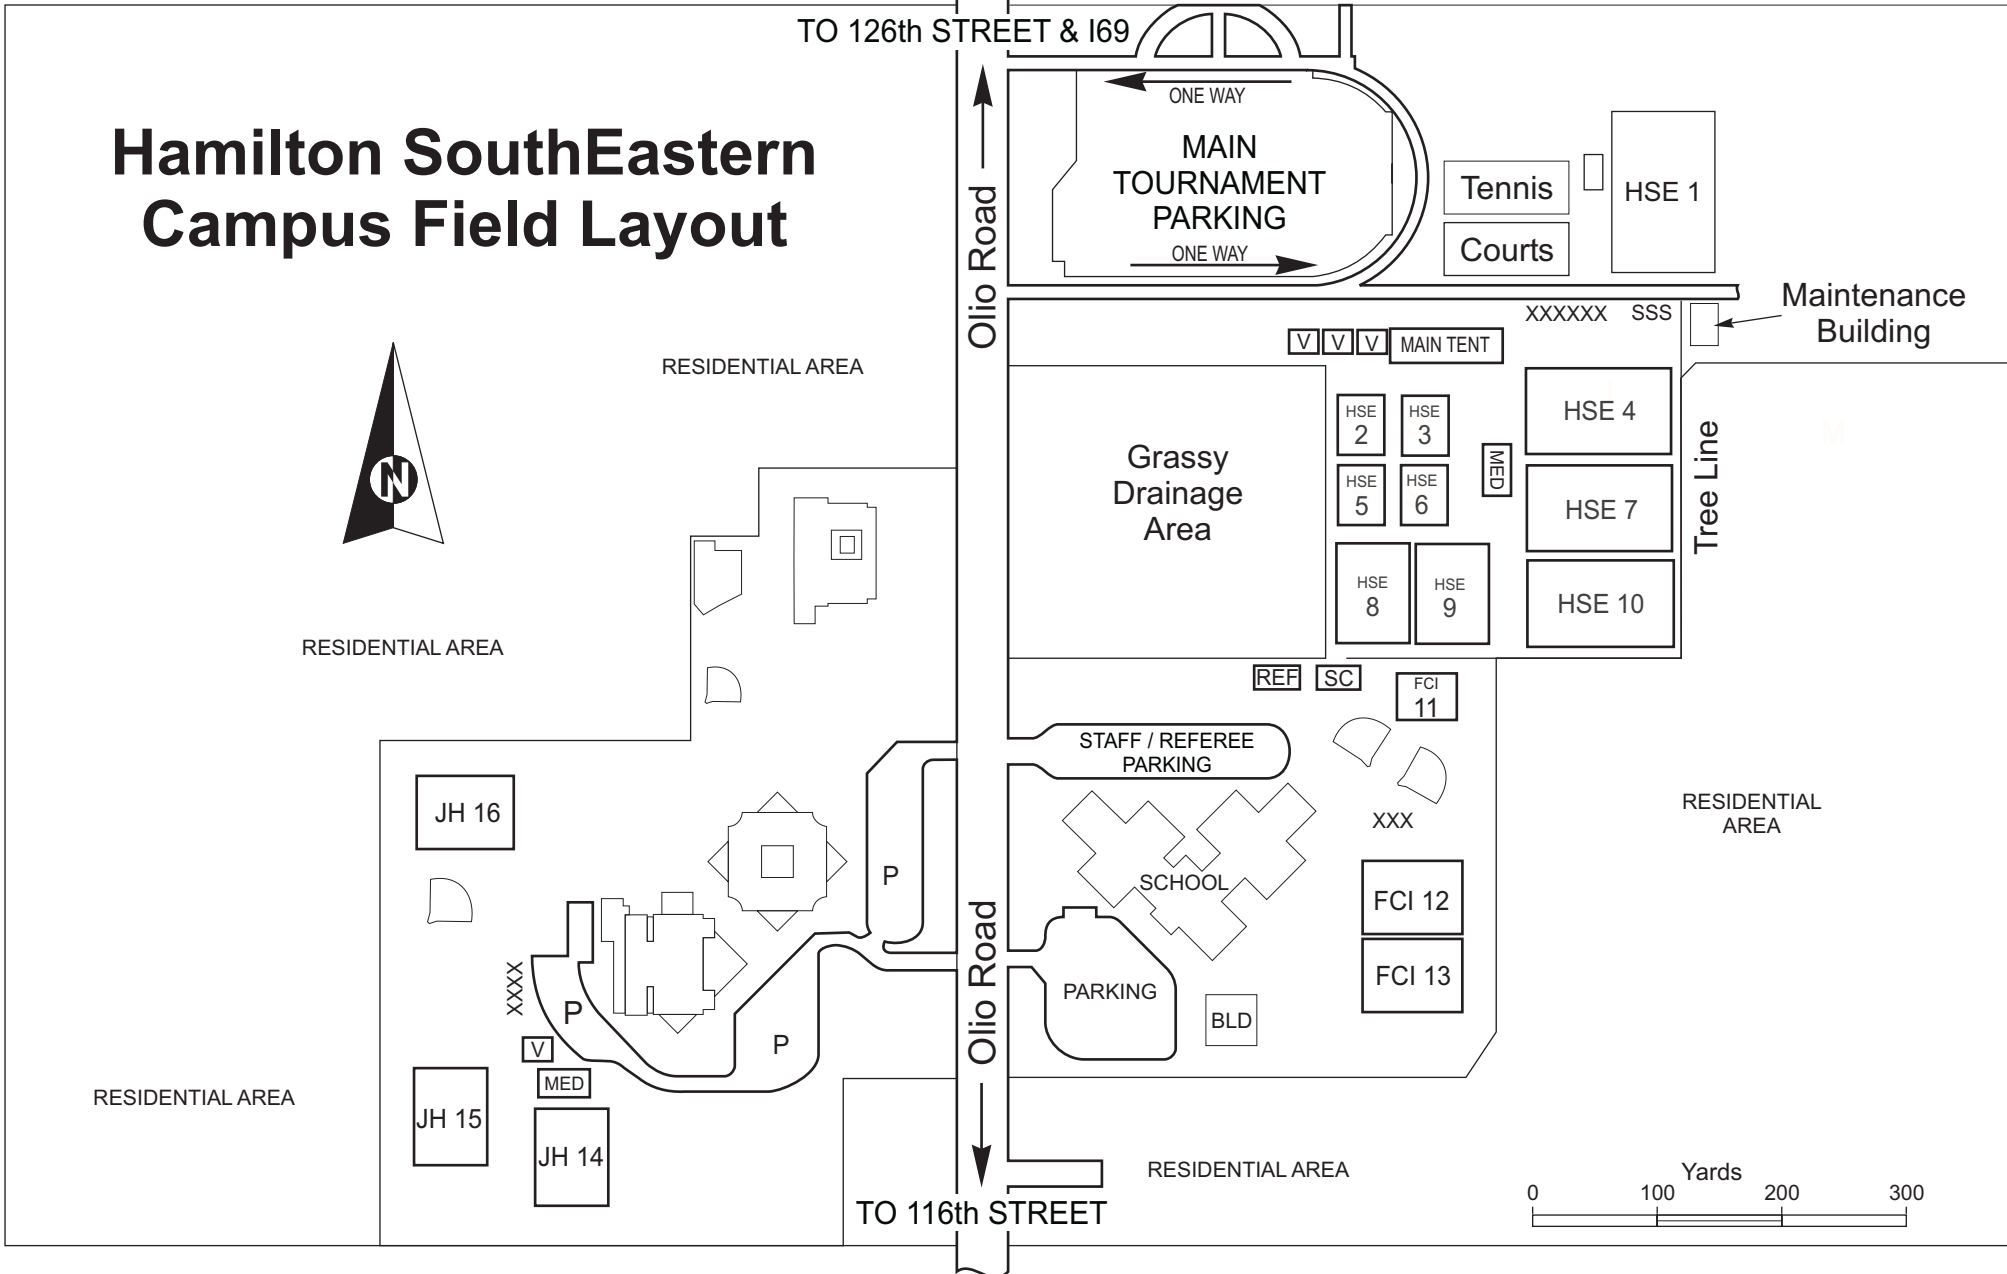 TO 126th STREET & I69
Hamilton SouthEastern
Campus Field Layout
ONE WAY
MAIN
TOURNAMENT
PARKING
ONE WAY
Olio Road
Tennis
Courts
HSE 1
Maintenance
Building
XXXXXX
SSS
V
V
V
MAIN TENT
RESIDENTIAL AREA
N
Grassy
Drainage
Area
HSE
2
HSE
3
HSE
5
HSE
6
MED
HSE 4
HSE 7
HSE 10
Tree Line
HSE
8
HSE
9
RESIDENTIAL AREA
REF
SC
FCI
11
STAFF / REFEREE
PARKING
JH 16
P
SCHOOL
XXX
RESIDENTIAL
AREA
FCI 12
FCI 13
Olio Road
PARKING
BLD
XXXX
P
P
V
MED
RESIDENTIAL AREA
JH 15
JH 14
RESIDENTIAL AREA
TO 116th STREET
Yards
0
100
200
300